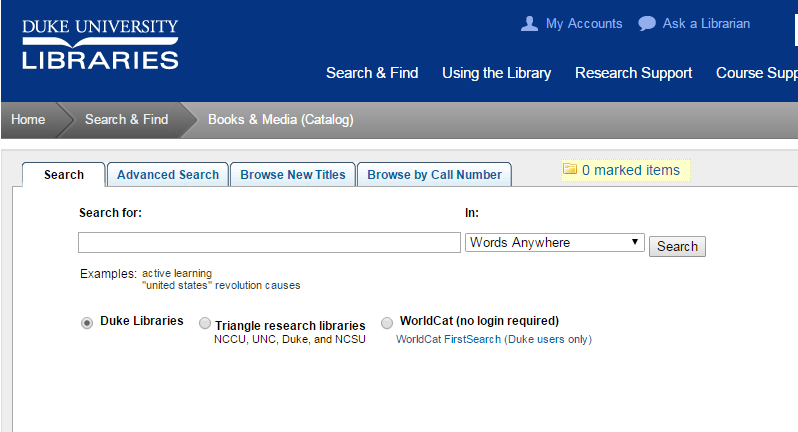 DUKE UNIVERSITY
LIBRARIES
My Accounts Ask a Librarian
Search & Find Using the Library Research Support Course
Home Search & Find Books & Media (Catalog)
Search Advanced Search Browse New Titles Browse by Call Number 0 marked items
Search for: In:
Words Anywhere Search
Examples: active learning
"united states" revolution causes
Duke Libraries Triangle research libraries WorldCat (no login required)
NCCU, UNC, Duke, and NCSU WorldCat FirstSearch (Duke users only)